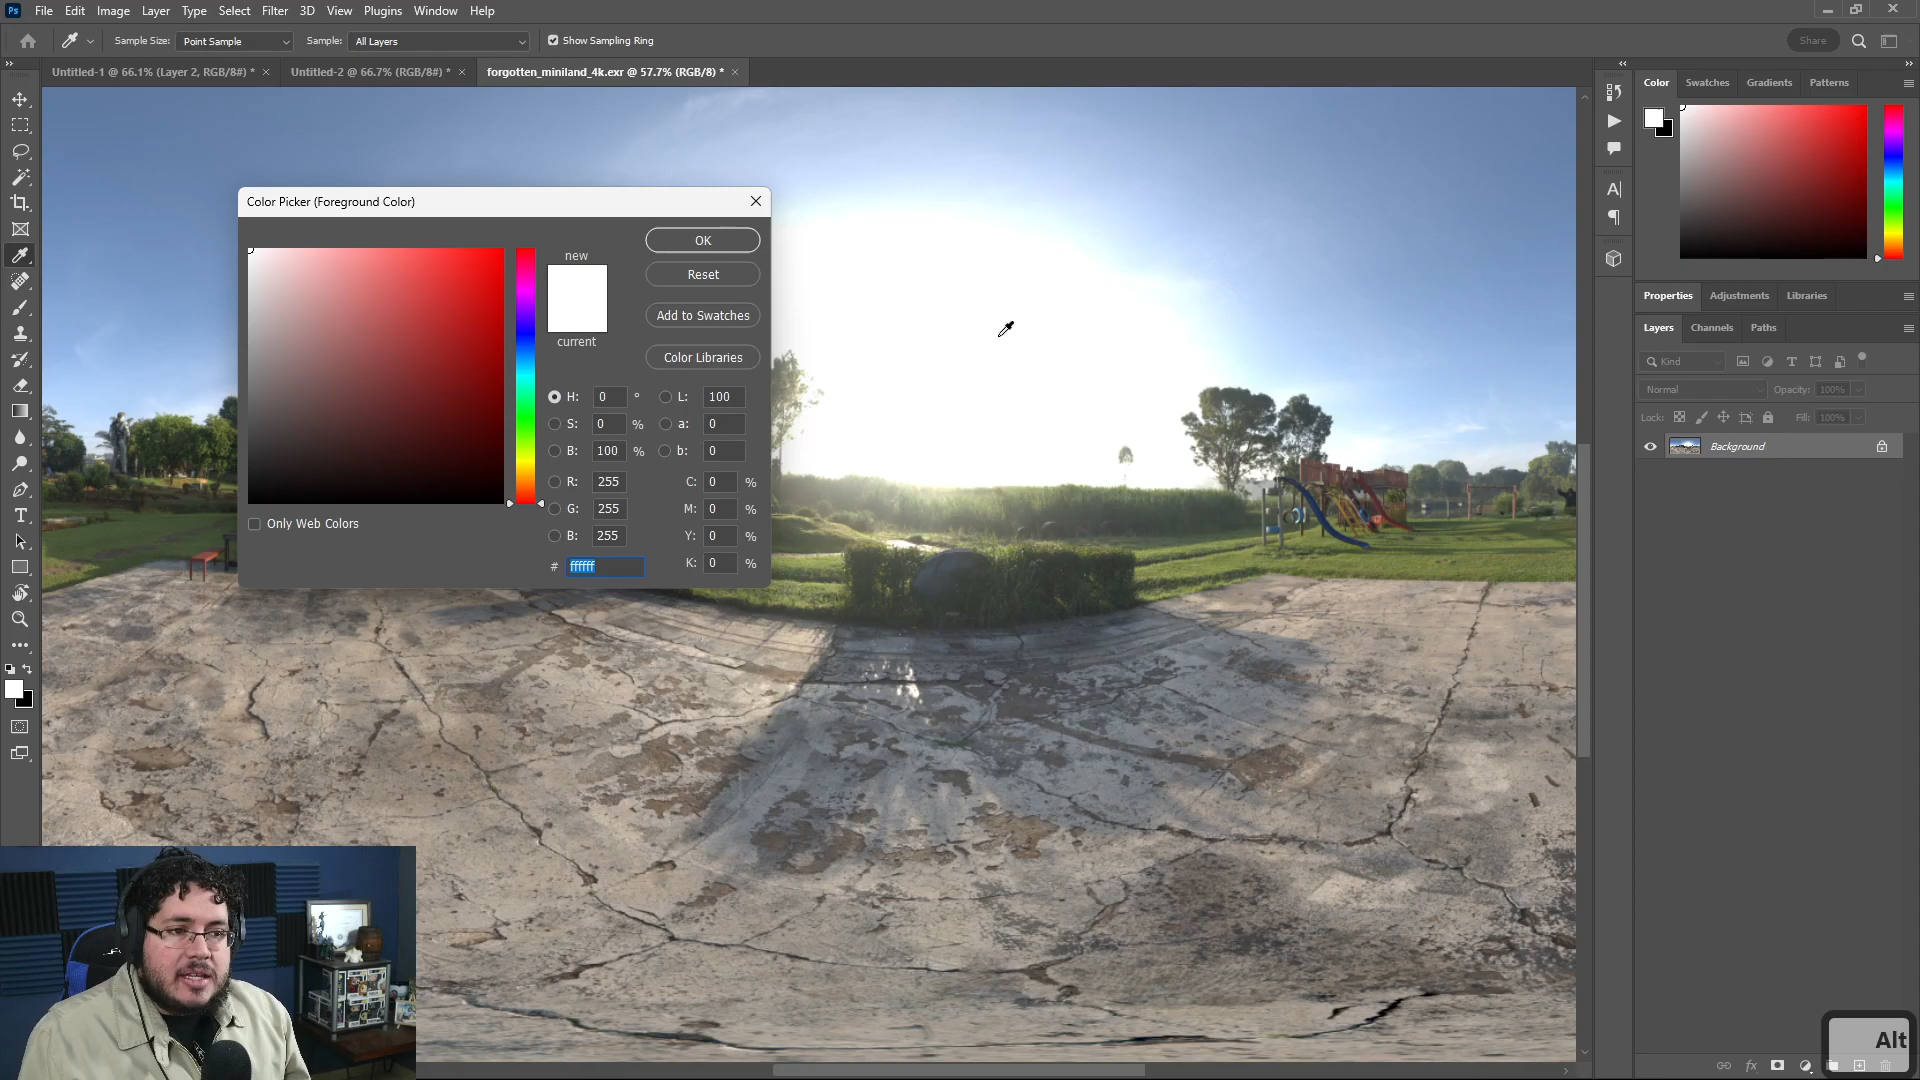 Ps File Edit Image Layer Type Select Filter 3D View Plugins Window Help
Sample Size: Point Sample Sample: All Layers Show Sampling Ring Share
Untitled-1 @ 66.1% (Layer 2, RGB/8#) * × Untitled-2 @ 66.7% (RGB/8#) * × forgotten_miniland_4k.exr @ 57.7% (RGB/8) * ×
Color Swatches Gradients Patterns
Color Picker (Foreground Color)
new
current
OK
Reset
Add to Swatches
Color Libraries
H: 0 ° L: 100
S: 0 % a: 0
B: 100 % b: 0
R: 255 C: 0 %
G: 255 M: 0 %
B: 255 Y: 0 %
# ffffff K: 0 %
Only Web Colors
Properties Adjustments Libraries
Layers Channels Paths
Kind
Normal Opacity: 100%
Lock: Fill: 100%
Background
fx
Alt